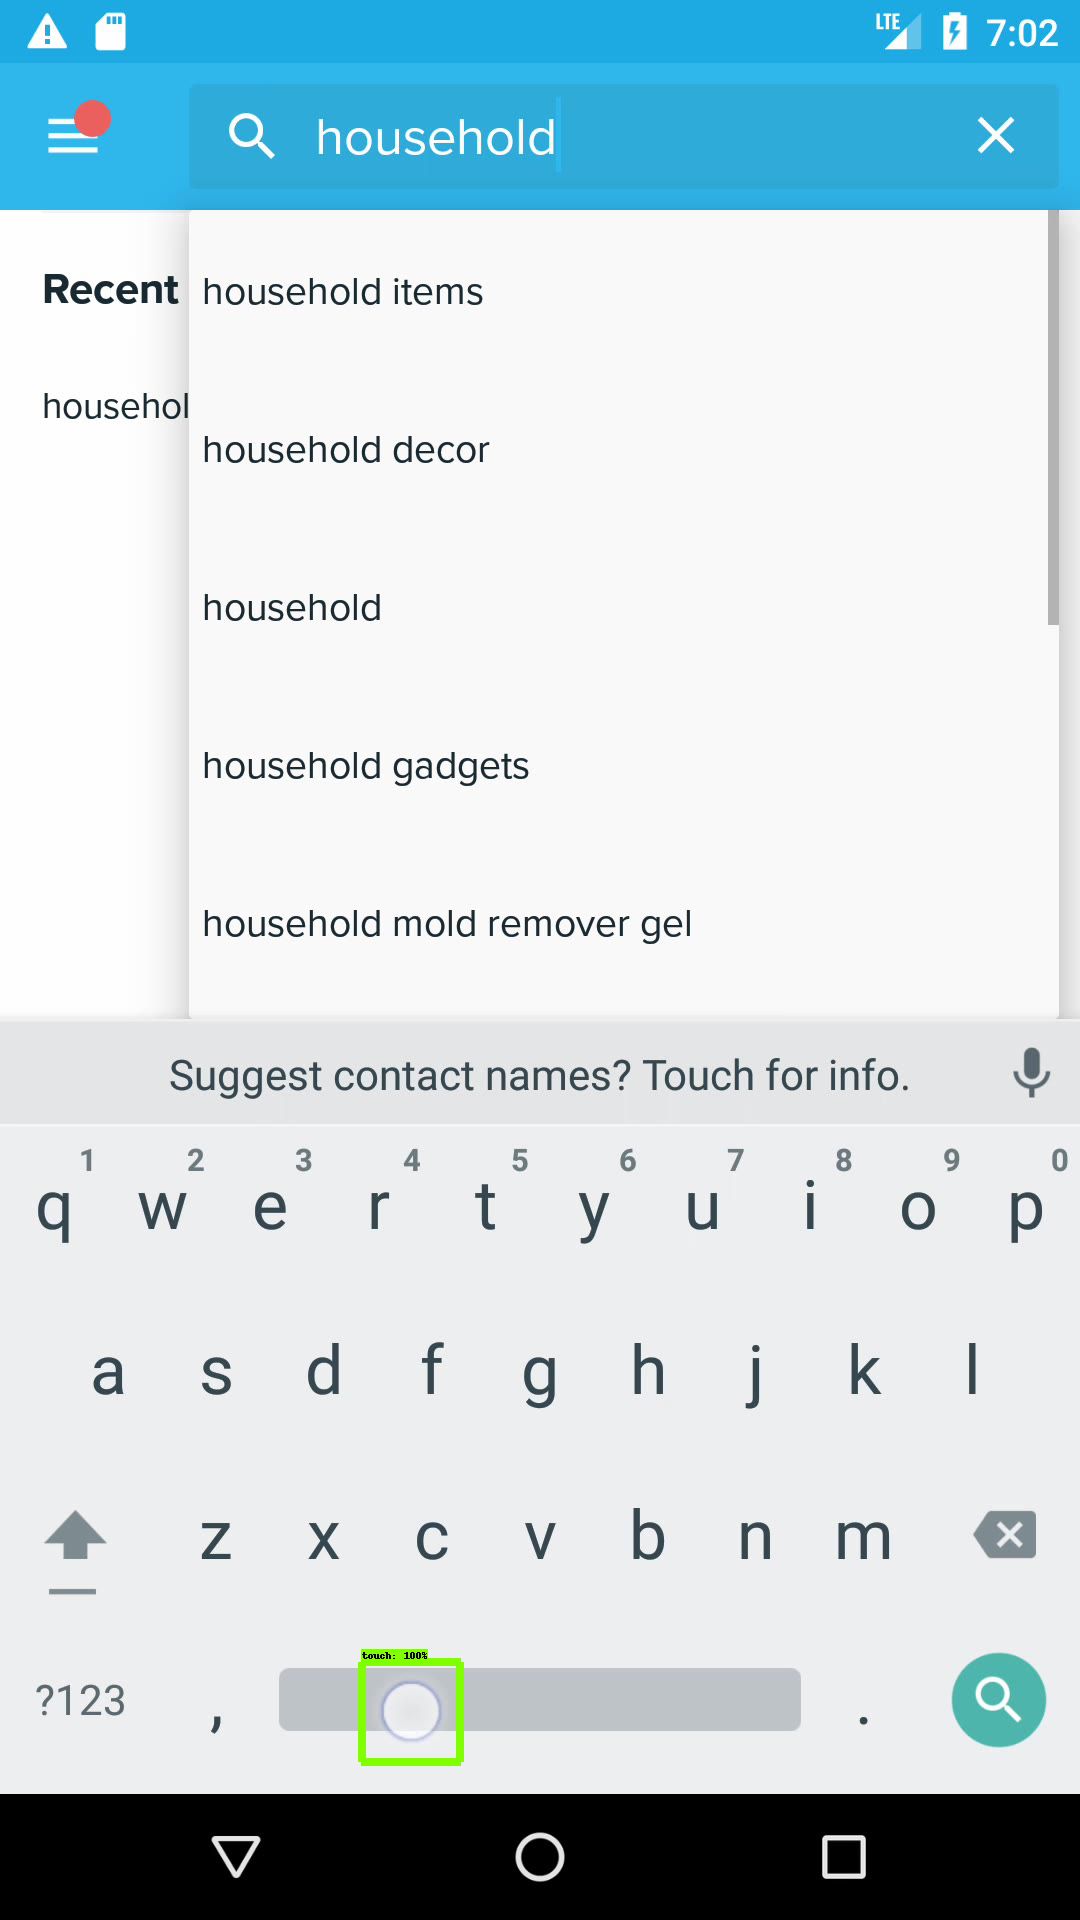 LTE 7:02
household
Recent
househol
household items
household decor
household
household gadgets
household mold remover gel
Suggest contact names? Touch for info.
1 2 3 4 5 6 7 8 9 0
q w e r t y u i o p
a s d f g h j k l
z x c v b n m
touch: 100%
?123 , .